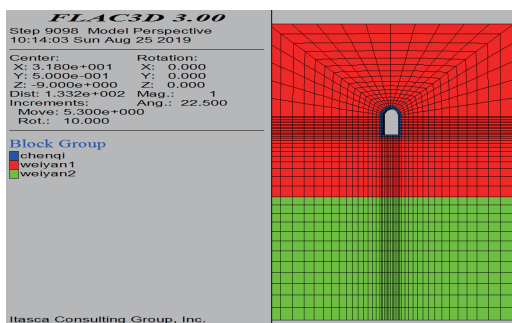 FLAC3D 3.00
Step 9098 Model Perspective
10:14:03 Sun Aug 25 2019
Center: Rotation:
X: 3.180e+001 X: 0.000
Y: 5.000e-001 Y: 0.000
Z: -9.000e+000 Z: 0.000
Dist: 1.332e+002 Mag.: 1
Increments: Ang.: 22.500
Move: 5.300e+000
Rot.: 10.000
Block Group
chenqi
weiyan1
weiyan2
Itasca Consulting Group, Inc.